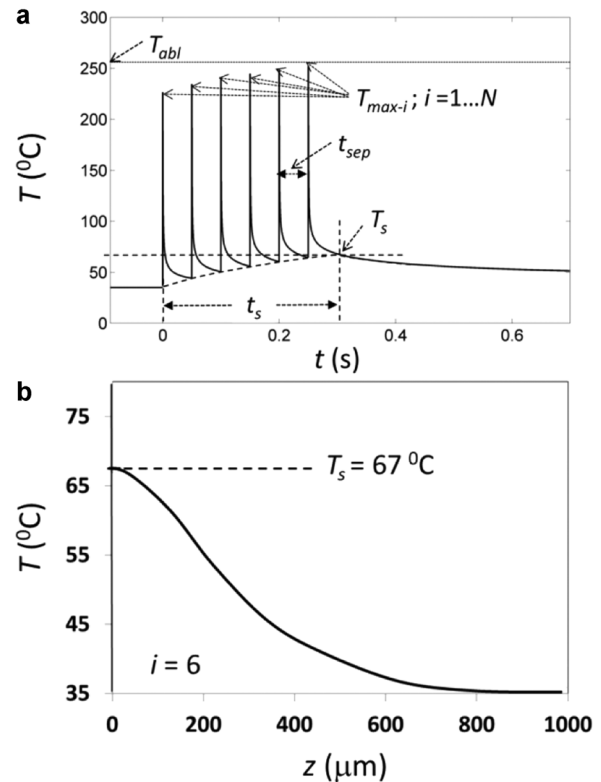 a
300
T_abl
250
T_max-i ; i =1...N
200
t_sep
150
T (⁰C)
100
T_s
50
t_s
0
0 0.2 0.4 0.6
t (s)
b
75
T_s = 67 ⁰C
65
T (⁰C)
55
45
i = 6
35
0 200 400 600 800 1000
z (μm)